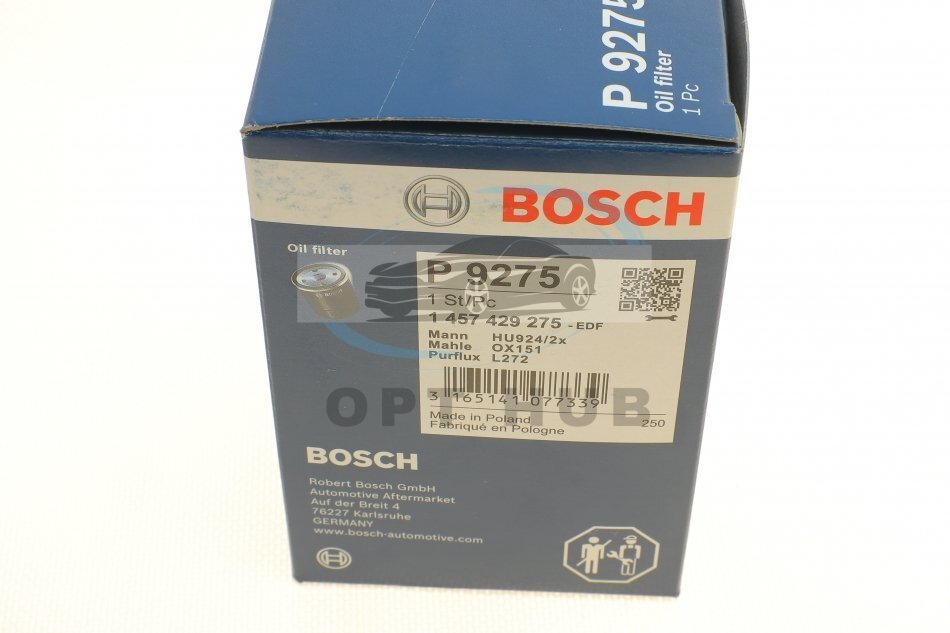 P 9275
Oil filter
1 Pc
BOSCH
Oil filter
P 9275
1 St/Pc
1 457 429 275 - EDF
Mann HU924/2x
Mahle OX151
Purflux L272
3 165141 077339
Made in Poland
Fabriqué en Pologne
250
OPT HUB
BOSCH
Robert Bosch GmbH
Automotive Aftermarket
Auf der Breit 4
76227 Karlsruhe
GERMANY
www.bosch-automotive.com